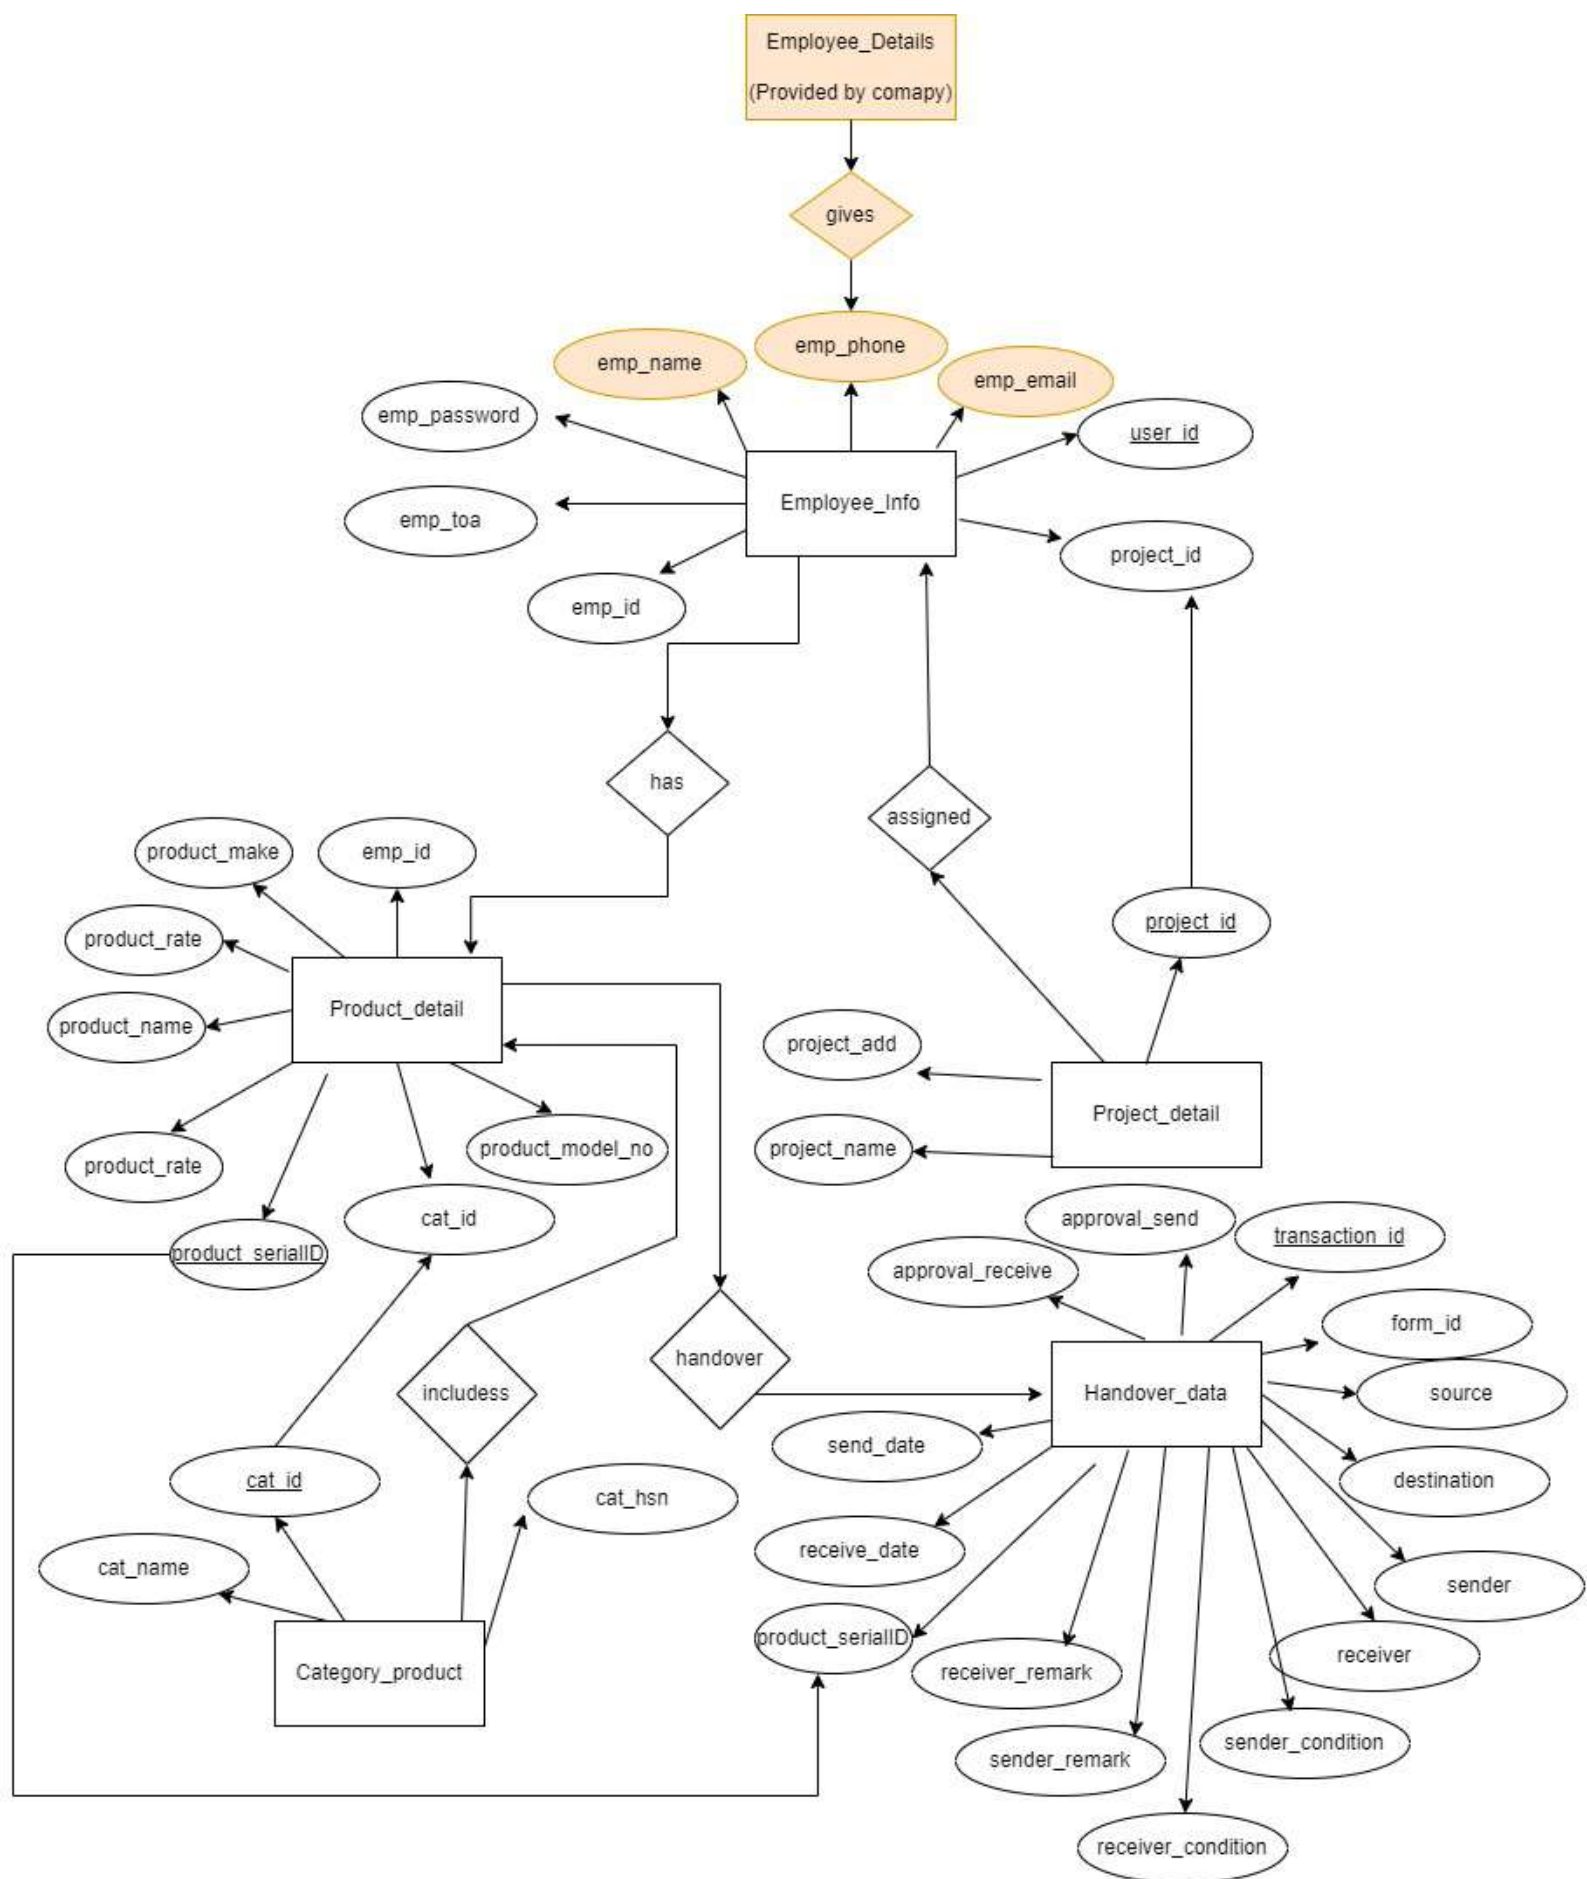 Employee_Details
(Provided by comapy)
gives
emp_name
emp_phone
emp_email
emp_password
user_id
emp_toa
Employee_Info
project_id
emp_id
has
assigned
product_make
emp_id
product_rate
project_id
Product_detail
product_name
project_add
Project_detail
product_rate
product_model_no
project_name
cat_id
product_serialID
approval_send
transaction_id
approval_receive
form_id
handover
includess
Handover_data
source
send_date
destination
cat_id
cat_hsn
receive_date
cat_name
sender
product_serialID
receiver
Category_product
receiver_remark
sender_remark
sender_condition
receiver_condition